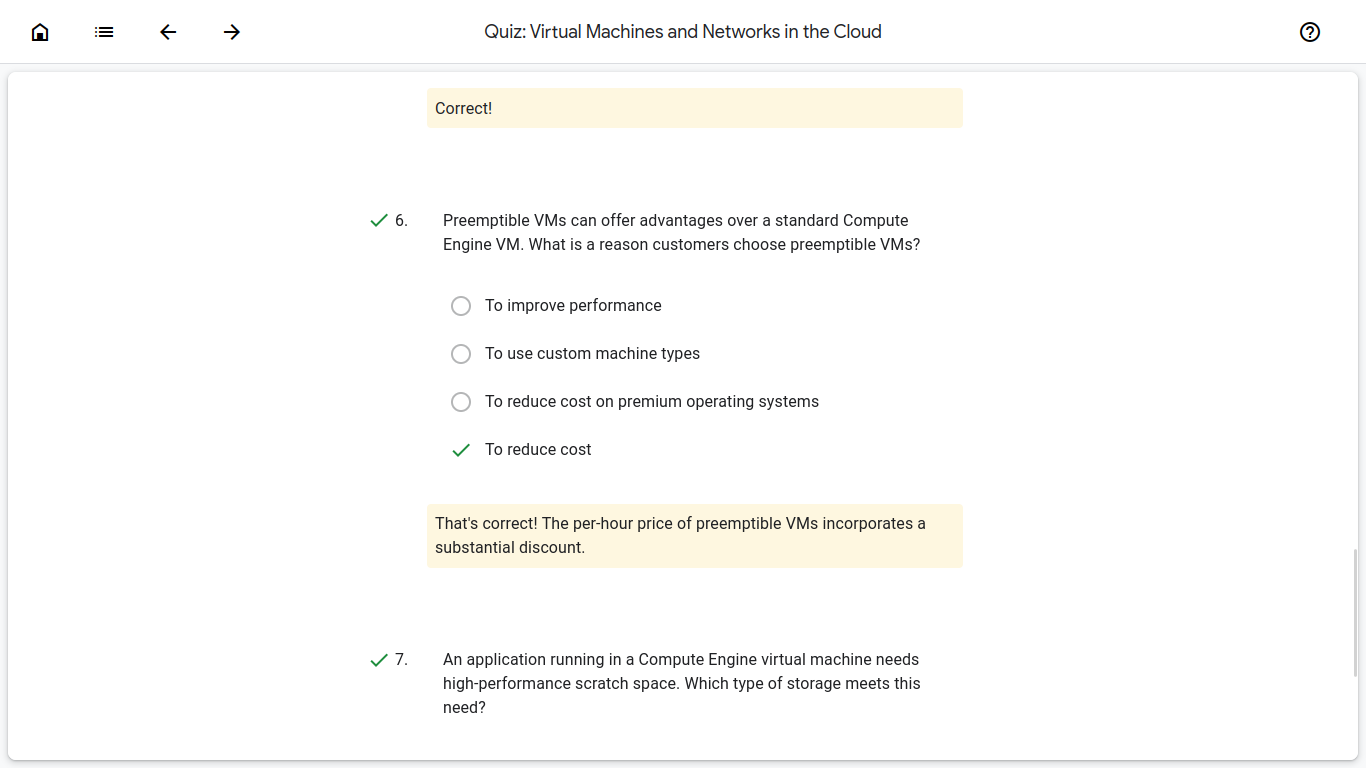 Quiz: Virtual Machines and Networks in the Cloud
Correct!
6.
Preemptible VMs can offer advantages over a standard Compute
Engine VM. What is a reason customers choose preemptible VMs?
To improve performance
To use custom machine types
To reduce cost on premium operating systems
To reduce cost
That's correct! The per-hour price of preemptible VMs incorporates a
substantial discount.
7.
An application running in a Compute Engine virtual machine needs
high-performance scratch space. Which type of storage meets this
need?